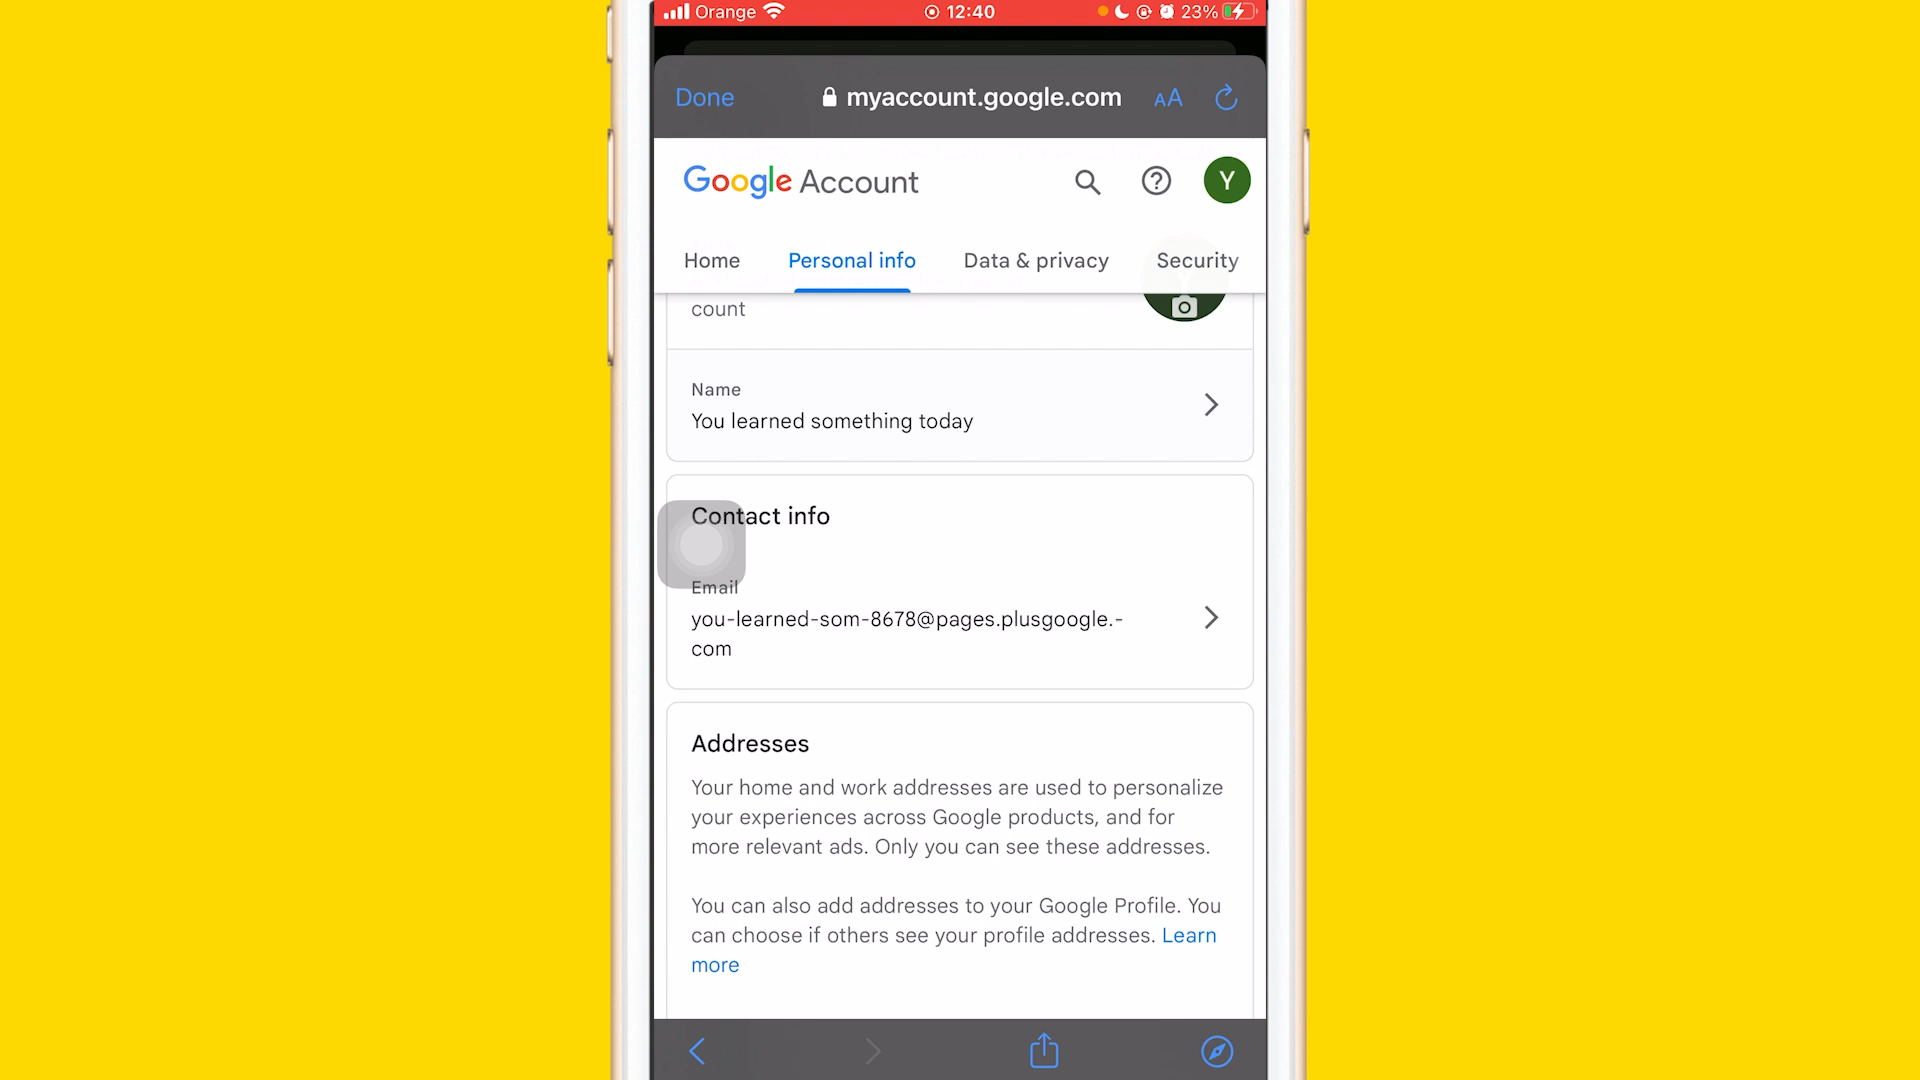 Orange 12:40 23%
Done myaccount.google.com AA
Google Account Y
Home Personal info Data & privacy Security
count
Name
You learned something today
Contact info
Email
you-learned-som-8678@pages.plusgoogle.-
com
Addresses
Your home and work addresses are used to personalize
your experiences across Google products, and for
more relevant ads. Only you can see these addresses.
You can also add addresses to your Google Profile. You
can choose if others see your profile addresses. Learn
more